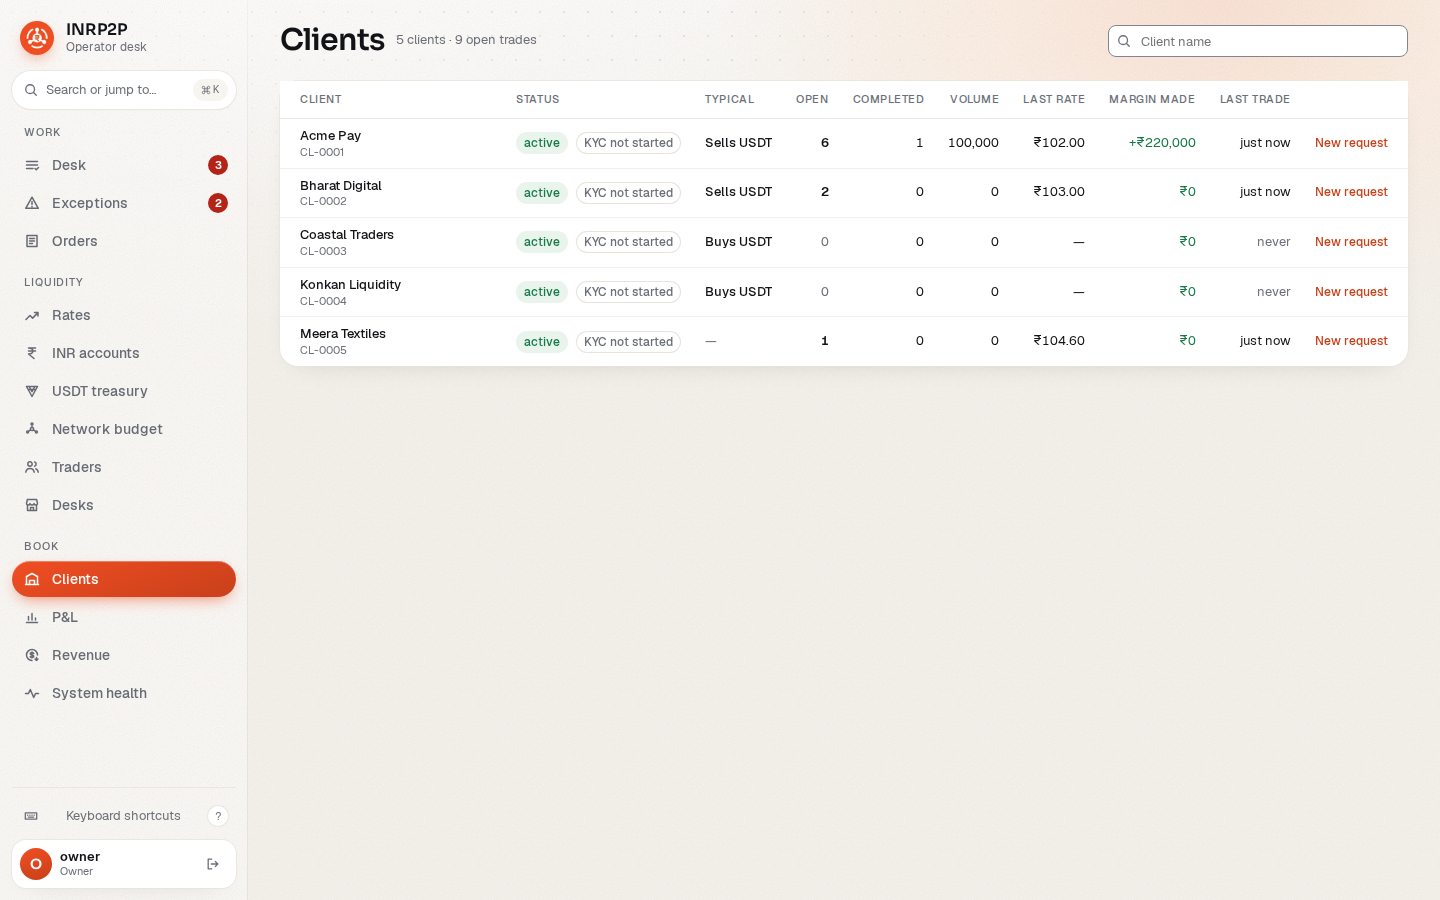 INRP2P
Operator desk
Search or jump to...
⌘K
WORK
Desk 3
Exceptions 2
Orders
LIQUIDITY
Rates
INR accounts
USDT treasury
Network budget
Traders
Desks
BOOK
Clients
P&L
Revenue
System health
Keyboard shortcuts ?
O owner
Owner
Clients 5 clients · 9 open trades
Client name
CLIENT STATUS TYPICAL OPEN COMPLETED VOLUME LAST RATE MARGIN MADE LAST TRADE
Acme Pay active KYC not started Sells USDT 6 1 100,000 ₹102.00 +₹220,000 just now New request
CL-0001
Bharat Digital active KYC not started Sells USDT 2 0 0 ₹103.00 ₹0 just now New request
CL-0002
Coastal Traders active KYC not started Buys USDT 0 0 0 — ₹0 never New request
CL-0003
Konkan Liquidity active KYC not started Buys USDT 0 0 0 — ₹0 never New request
CL-0004
Meera Textiles active KYC not started — 1 0 0 ₹104.60 ₹0 just now New request
CL-0005